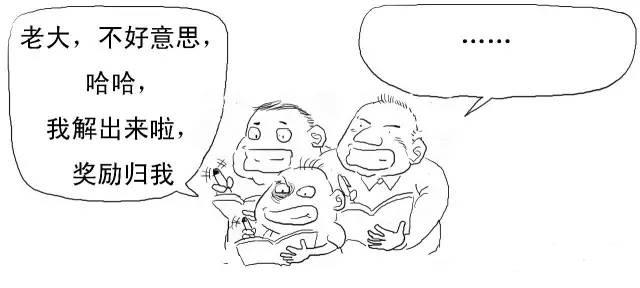 老大，不好意思，
哈哈，
我解出来啦，
奖励归我
……